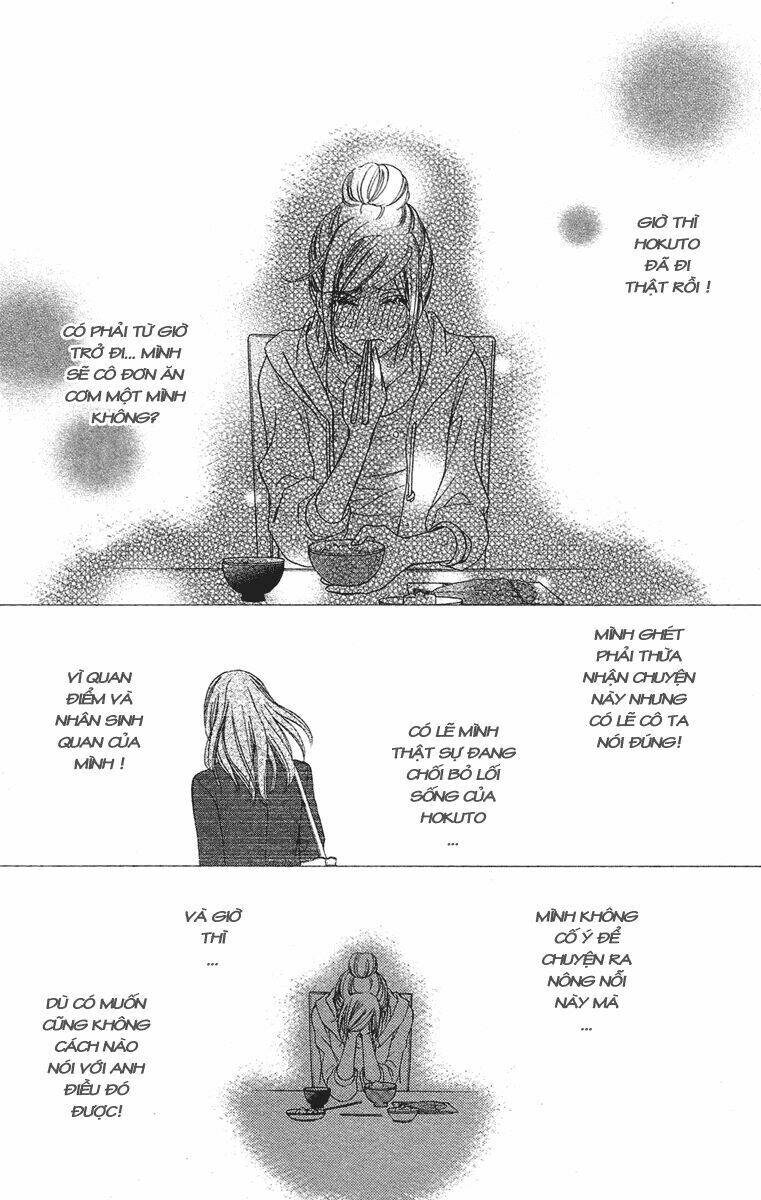 GIỜ THÌ
HOKUTO
ĐÃ ĐI
THẬT RỒI !
CÓ PHẢI TỪ GIỜ
TRỞ ĐI... MÌNH
SẼ CÔ ĐƠN ĂN
CƠM MỘT MÌNH
KHÔNG?
MÌNH GHÉT
PHẢI THỪA
NHẬN CHUYỆN
NÀY NHƯNG
CÓ LẼ CÔ TA
NÓI ĐÚNG!
CÓ LẼ MÌNH
THẬT SỰ ĐANG
CHỐI BỎ LỐI
SỐNG CỦA
HOKUTO
...
VÌ QUAN
ĐIỂM VÀ
NHÂN SINH
QUAN CỦA
MÌNH !
MÌNH KHÔNG
CỐ Ý ĐỂ
CHUYỆN RA
NÔNG NỖI
NÀY MÀ
...
VÀ GIỜ
THÌ
...
DÙ CÓ MUỐN
CŨNG KHÔNG
CÁCH NÀO
NÓI VỚI ANH
ĐIỀU ĐÓ
ĐƯỢC!